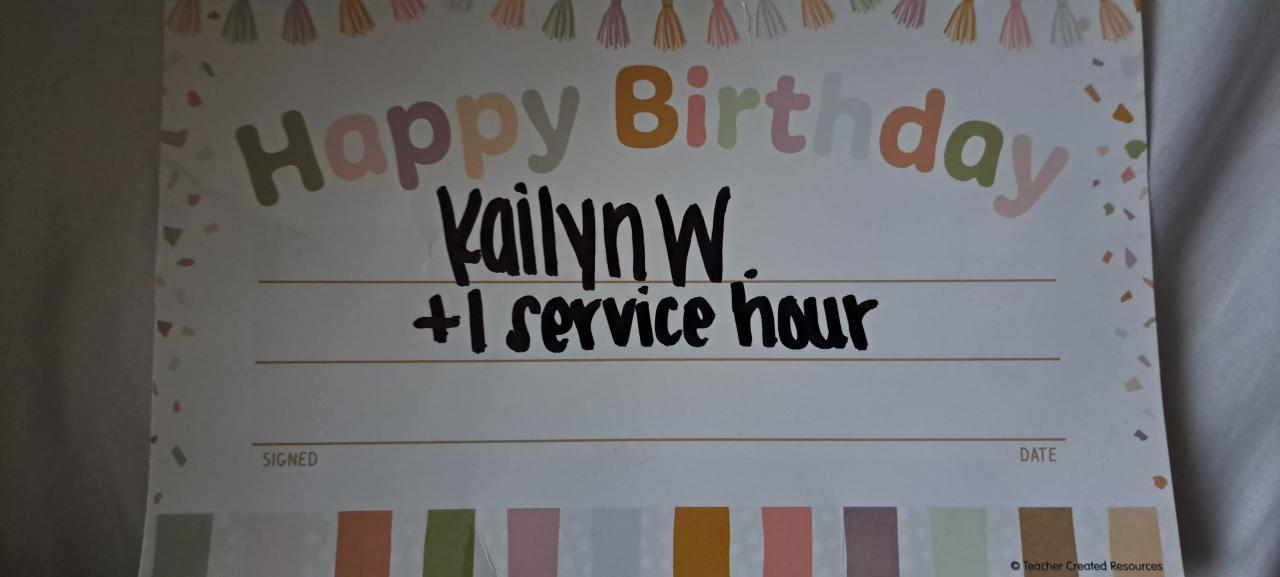 Happy Birthday
Kailyn W.
+1 service hour
SIGNED DATE
© Teacher Created Resources